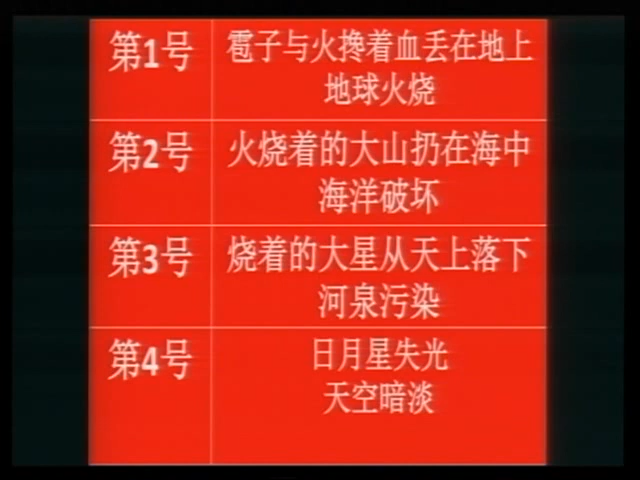 第1号
雹子与火搀着血丢在地上
地球火烧
第2号
火烧着的大山扔在海中
海洋破坏
第3号
烧着的大星从天上落下
河泉污染
第4号
日月星失光
天空暗淡